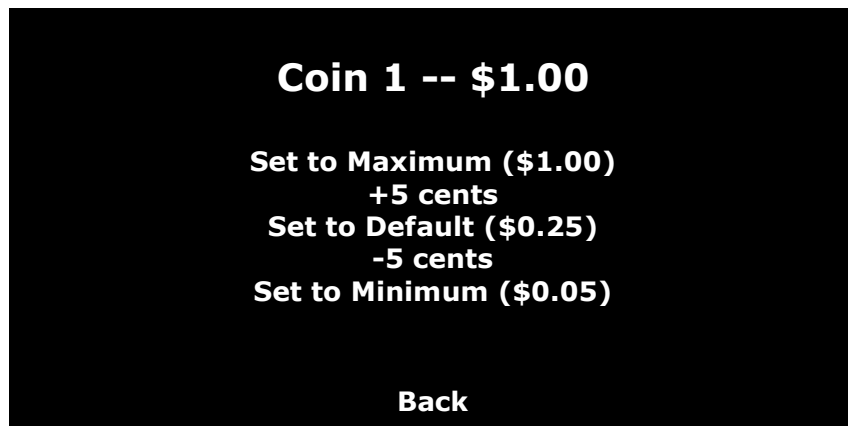 Coin 1 -- $1.00
Set to Maximum ($1.00)
+5 cents
Set to Default ($0.25)
-5 cents
Set to Minimum ($0.05)
Back